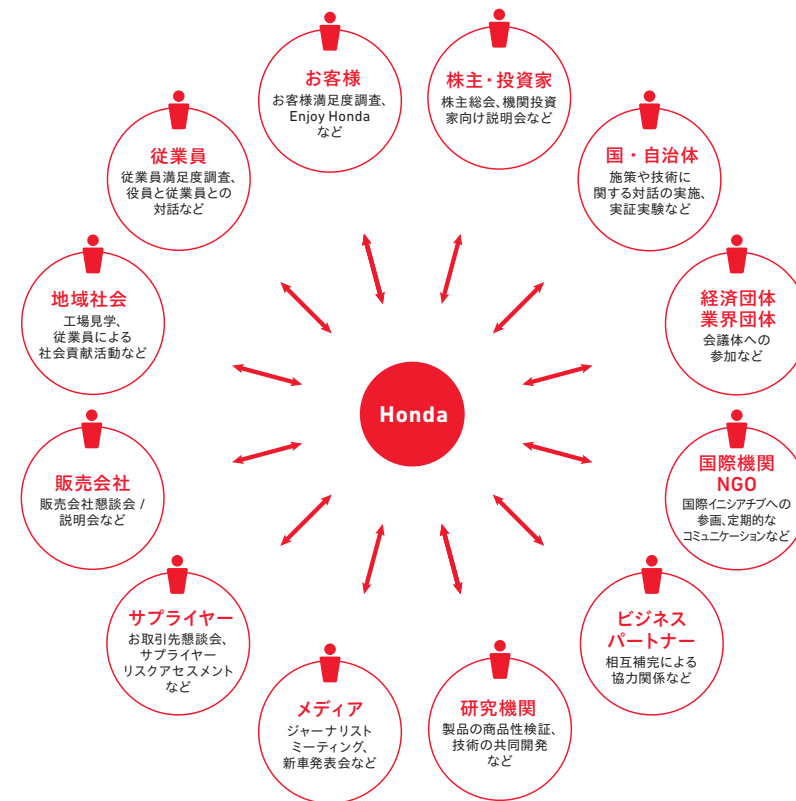 お客様
お客様満足度調査、
Enjoy Honda
など
株主・投資家
株主総会、機関投資
家向け説明会など
国・自治体
施策や技術に
関する対話の実施、
実証実験など
経済団体
業界団体
会議体への
参加など
国際機関
NGO
国際イニシアチブへの
参画、定期的な
コミュニケーションなど
ビジネス
パートナー
相互補完による
協力関係など
研究機関
製品の商品性検証、
技術の共同開発
など
メディア
ジャーナリスト
ミーティング、
新車発表会など
サプライヤー
お取引先懇談会、
サプライヤー
リスクアセスメント
など
販売会社
販売会社懇談会 /
説明会など
地域社会
工場見学、
従業員による
社会貢献活動など
従業員
従業員満足度調査、
役員と従業員との
対話など
Honda